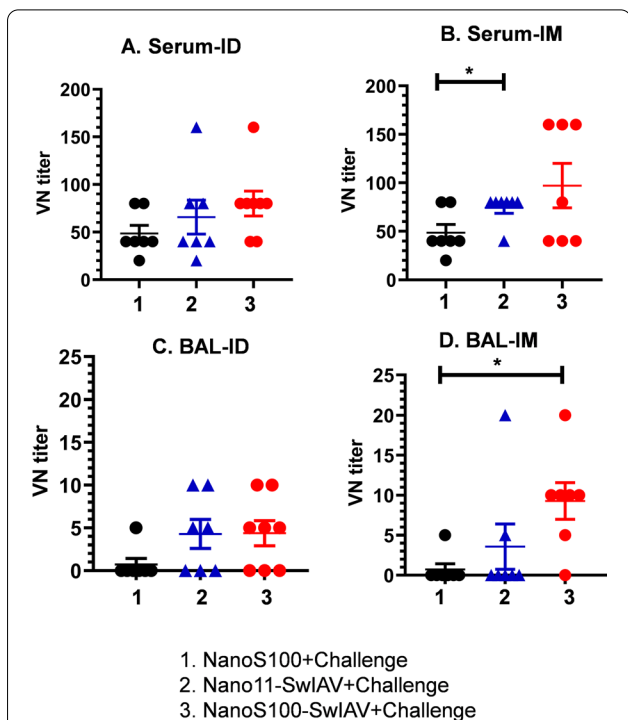 A. Serum-ID
VN titer
200
150
100
50
0
1 2 3
B. Serum-IM
*
VN titer
200
150
100
50
0
1 2 3
C. BAL-ID
VN titer
25
20
15
10
5
0
1 2 3
D. BAL-IM
*
VN titer
25
20
15
10
5
0
1 2 3
1. NanoS100+Challenge
2. Nano11-SwIAV+Challenge
3. NanoS100-SwIAV+Challenge